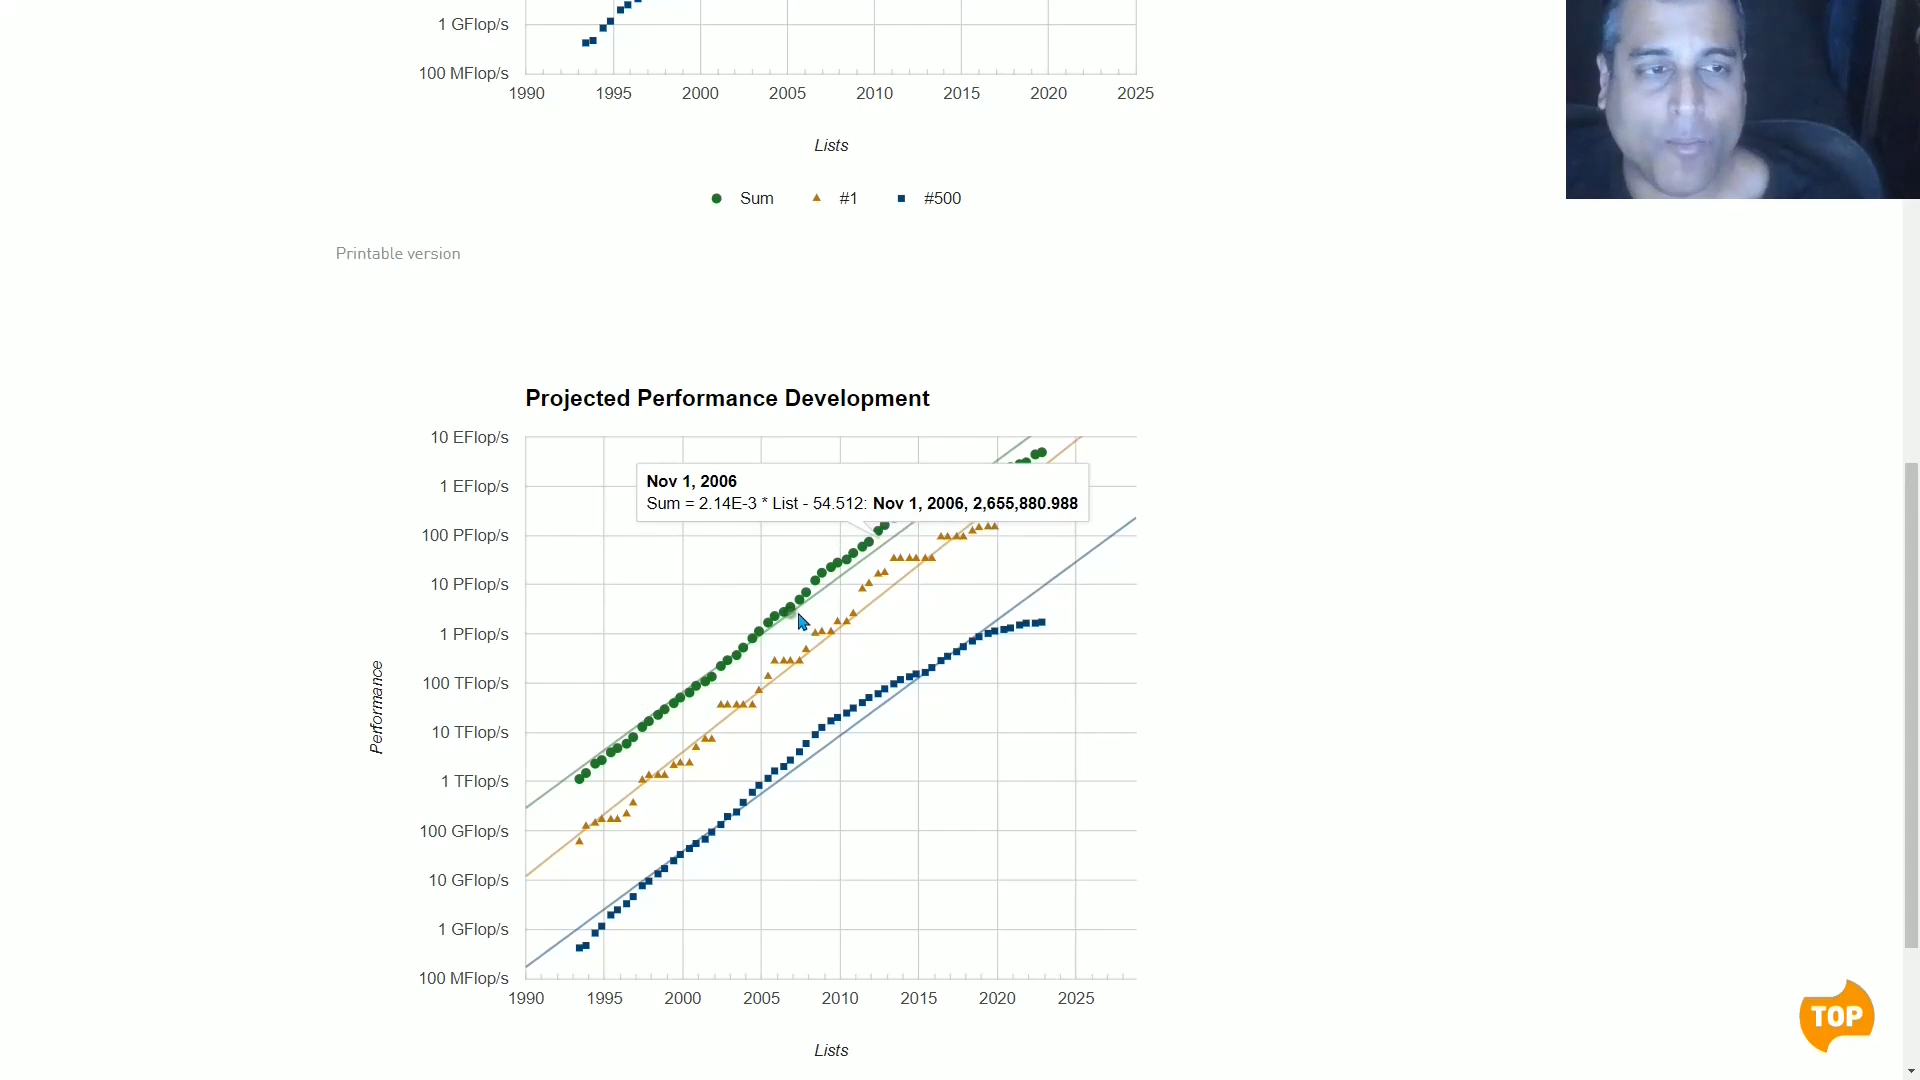 1 GFlop/s
100 MFlop/s
1990 1995 2000 2005 2010 2015 2020 2025
Lists
Sum #1 #500
Printable version
Projected Performance Development
10 EFlop/s
Nov 1, 2006
1 EFlop/s
Sum = 2.14E-3 * List - 54.512: Nov 1, 2006, 2,655,880.988
100 PFlop/s
10 PFlop/s
1 PFlop/s
100 TFlop/s
Performance
10 TFlop/s
1 TFlop/s
100 GFlop/s
10 GFlop/s
1 GFlop/s
100 MFlop/s
1990 1995 2000 2005 2010 2015 2020 2025
Lists
TOP